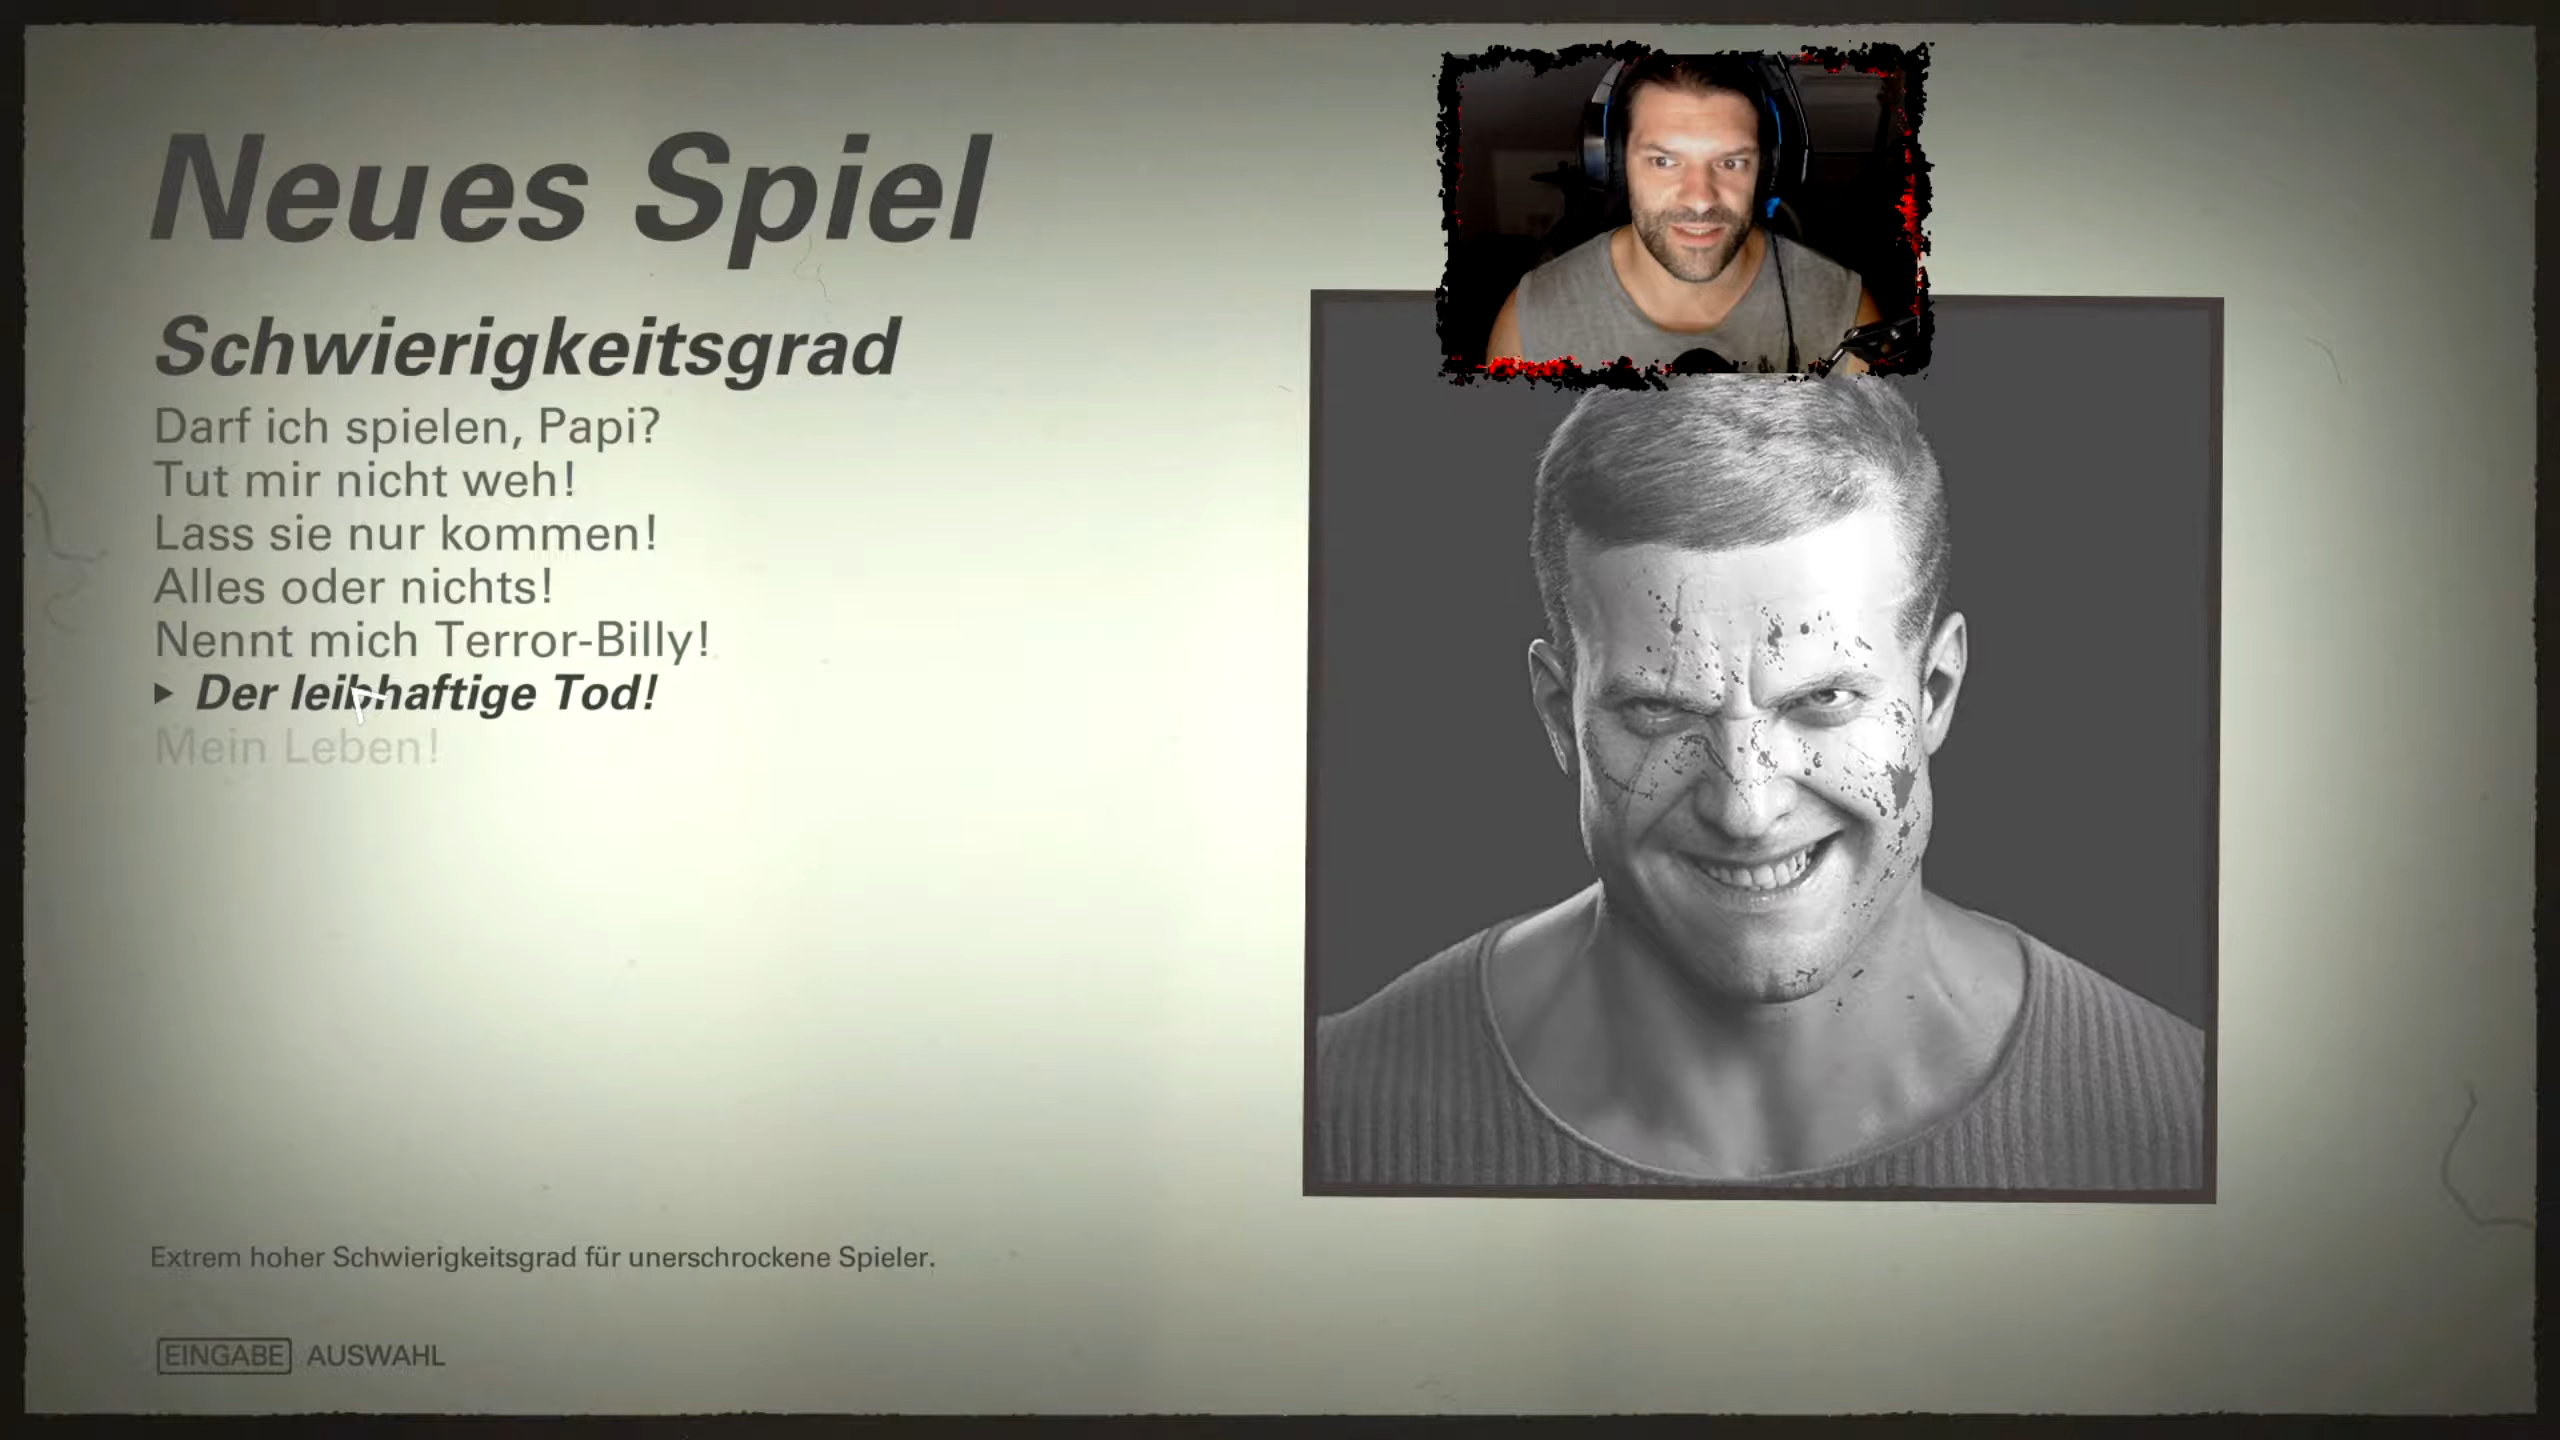 Neues Spiel
Schwierigkeitsgrad
Darf ich spielen, Papi?
Tut mir nicht weh!
Lass sie nur kommen!
Alles oder nichts!
Nennt mich Terror-Billy!
Der leibhaftige Tod!
Mein Leben!
Extrem hoher Schwierigkeitsgrad für unerschrockene Spieler.
EINGABE AUSWAHL